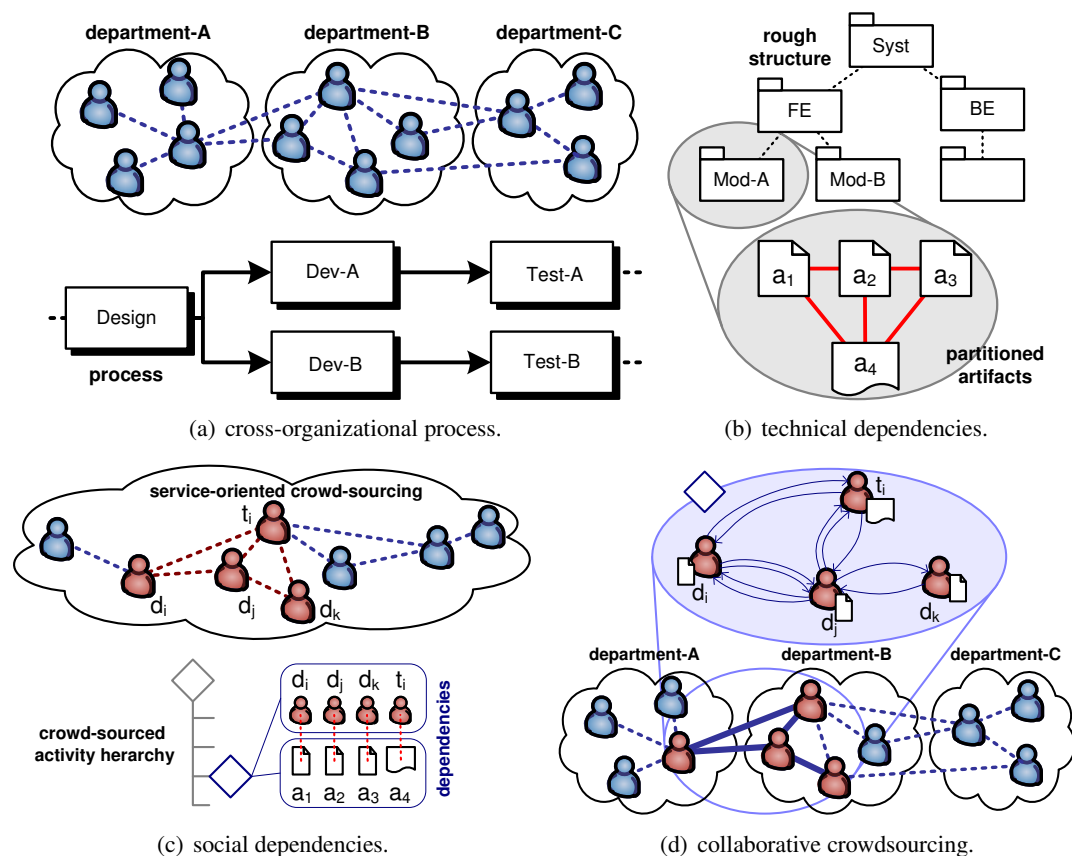 department-A
department-B
department-C
Design
Dev-A
Test-A
Dev-B
Test-B
process
(a) cross-organizational process.
rough
structure
Syst
FE
BE
Mod-A
Mod-B
a1
a2
a3
a4
partitioned
artifacts
(b) technical dependencies.
service-oriented crowd-sourcing
ti
di
dj
dk
crowd-sourced
activity herarchy
di
dj
dk
ti
a1
a2
a3
a4
dependencies
(c) social dependencies.
ti
di
dj
dk
department-A
department-B
department-C
(d) collaborative crowdsourcing.